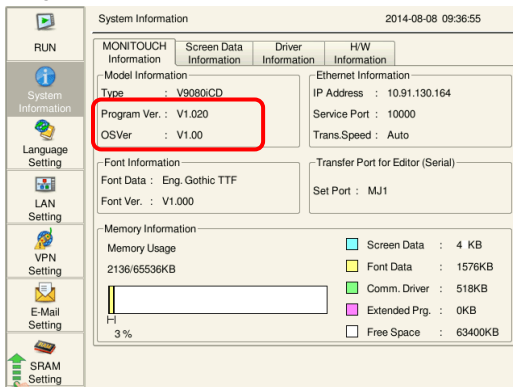 System Information 2014-08-08 09:36:55
RUN
System
Information
Language
Setting
LAN
Setting
VPN
Setting
E-Mail
Setting
SRAM
Setting
MONITOUCH
Information
Screen Data
Information
Driver
Information
H/W
Information
Model Information
Type : V9080iCD
Program Ver. : V1.020
OSVer : V1.00
Ethernet Information
IP Address : 10.91.130.164
Service Port : 10000
Trans.Speed : Auto
Font Information
Font Data : Eng. Gothic TTF
Font Ver. : V1.000
Transfer Port for Editor (Serial)
Set Port : MJ1
Memory Information
Memory Usage
2136/65536KB
3 %
Screen Data : 4 KB
Font Data : 1576KB
Comm. Driver : 518KB
Extended Prg. : 0KB
Free Space : 63400KB